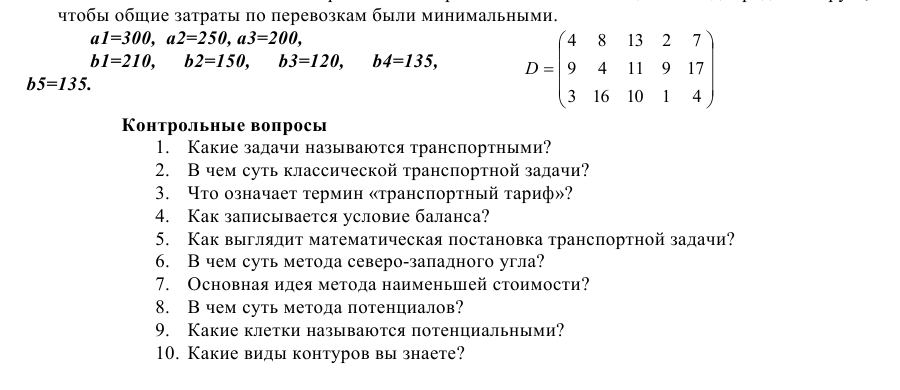 чтобы общие затраты по перевозкам были минимальными.
a1=300, a2=250, a3=200,
b1=210, b2=150, b3=120, b4=135,
b5=135.
D = 
4 8 13 2 7
9 4 11 9 17
3 16 10 1 4
Контрольные вопросы
1. Какие задачи называются транспортными?
2. В чем суть классической транспортной задачи?
3. Что означает термин «транспортный тариф»?
4. Как записывается условие баланса?
5. Как выглядит математическая постановка транспортной задачи?
6. В чем суть метода северо-западного угла?
7. Основная идея метода наименьшей стоимости?
8. В чем суть метода потенциалов?
9. Какие клетки называются потенциальными?
10. Какие виды контуров вы знаете?